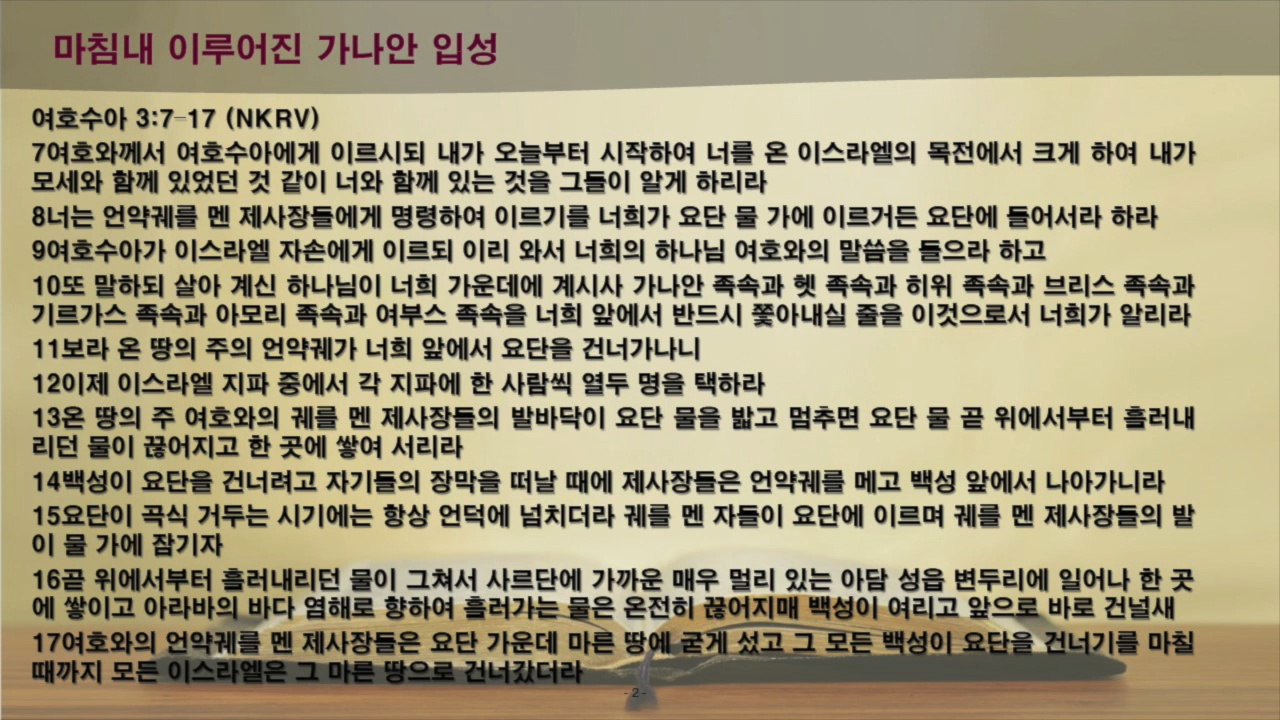 마침내 이루어진 가나안 입성
여호수아 3:7-17 (NKRV)
7여호와께서 여호수아에게 이르시되 내가 오늘부터 시작하여 너를 온 이스라엘의 목전에서 크게 하여 내가
모세와 함께 있었던 것 같이 너와 함께 있는 것을 그들이 알게 하리라
8너는 언약궤를 멘 제사장들에게 명령하여 이르기를 너희가 요단 물 가에 이르거든 요단에 들어서라 하라
9여호수아가 이스라엘 자손에게 이르되 이리 와서 너희의 하나님 여호와의 말씀을 들으라 하고
10또 말하되 살아 계신 하나님이 너희 가운데에 계시사 가나안 족속과 헷 족속과 히위 족속과 브리스 족속과
기르가스 족속과 아모리 족속과 여부스 족속을 너희 앞에서 반드시 쫓아내실 줄을 이것으로서 너희가 알리라
11보라 온 땅의 주의 언약궤가 너희 앞에서 요단을 건너가나니
12이제 이스라엘 지파 중에서 각 지파에 한 사람씩 열두 명을 택하라
13온 땅의 주 여호와의 궤를 멘 제사장들의 발바닥이 요단 물을 밟고 멈추면 요단 물 곧 위에서부터 흘러내
리던 물이 끊어지고 한 곳에 쌓여 서리라
14백성이 요단을 건너려고 자기들의 장막을 떠날 때에 제사장들은 언약궤를 메고 백성 앞에서 나아가니라
15요단이 곡식 거두는 시기에는 항상 언덕에 넘치더라 궤를 멘 자들이 요단에 이르며 궤를 멘 제사장들의 발
이 물 가에 잠기자
16곧 위에서부터 흘러내리던 물이 그쳐서 사르단에 가까운 매우 멀리 있는 아담 성읍 변두리에 일어나 한 곳
에 쌓이고 아라바의 바다 염해로 향하여 흘러가는 물은 온전히 끊어지매 백성이 여리고 앞으로 바로 건널새
17여호와의 언약궤를 멘 제사장들은 요단 가운데 마른 땅에 굳게 섰고 그 모든 백성이 요단을 건너기를 마칠
때까지 모든 이스라엘은 그 마른 땅으로 건너갔더라
- 2 -